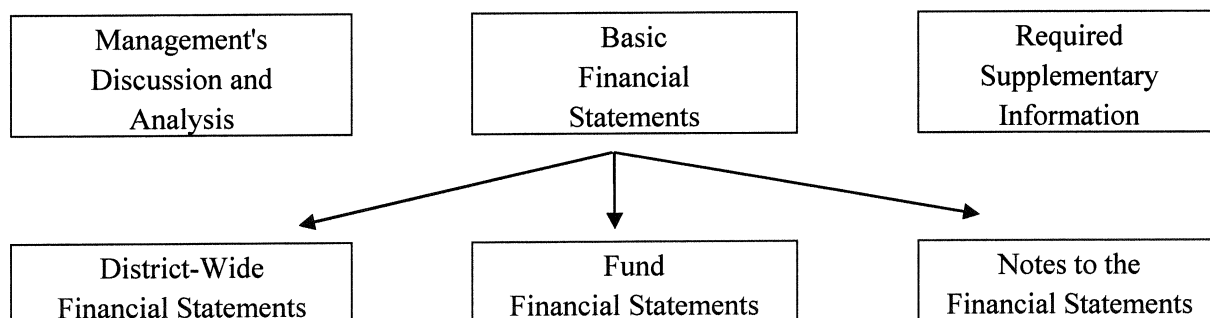 Management's
Discussion and
Analysis
Basic
Financial
Statements
Required
Supplementary
Information
District-Wide
Financial Statements
Fund
Financial Statements
Notes to the
Financial Statements